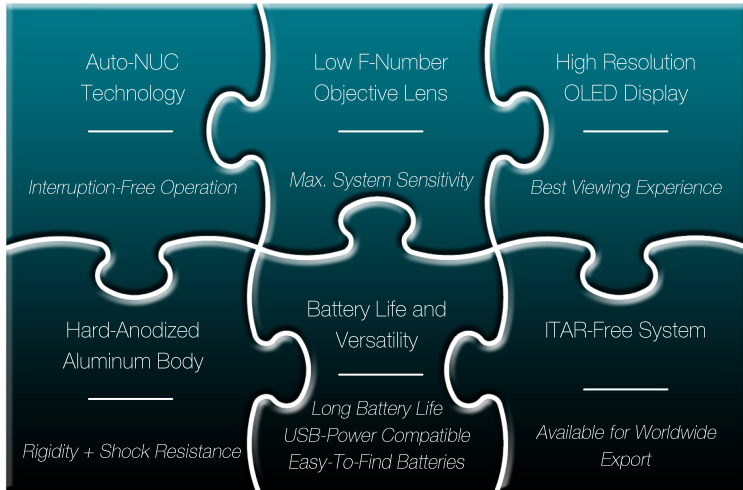 Auto-NUC
Technology
Interruption-Free Operation
Low F-Number
Objective Lens
Max. System Sensitivity
High Resolution
OLED Display
Best Viewing Experience
Hard-Anodized
Aluminum Body
Rigidity + Shock Resistance
Battery Life and
Versatility
Long Battery Life
USB-Power Compatible
Easy-To-Find Batteries
ITAR-Free System
Available for Worldwide
Export